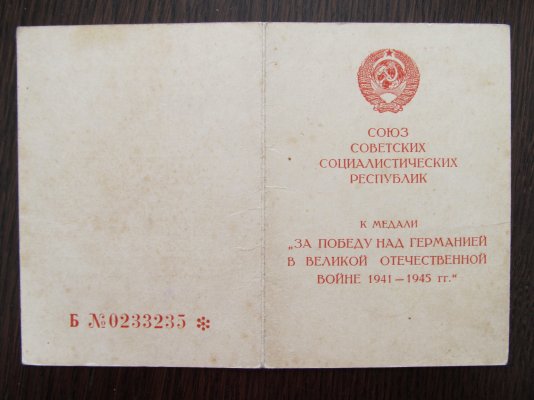 Б №0233235 *
СОЮЗ
СОВЕТСКИХ
СОЦИАЛИСТИЧЕСКИХ
РЕСПУБЛИК
К МЕДАЛИ
„ЗА ПОБЕДУ НАД ГЕРМАНИЕЙ
В ВЕЛИКОЙ ОТЕЧЕСТВЕННОЙ
ВОЙНЕ 1941—1945 гг.“